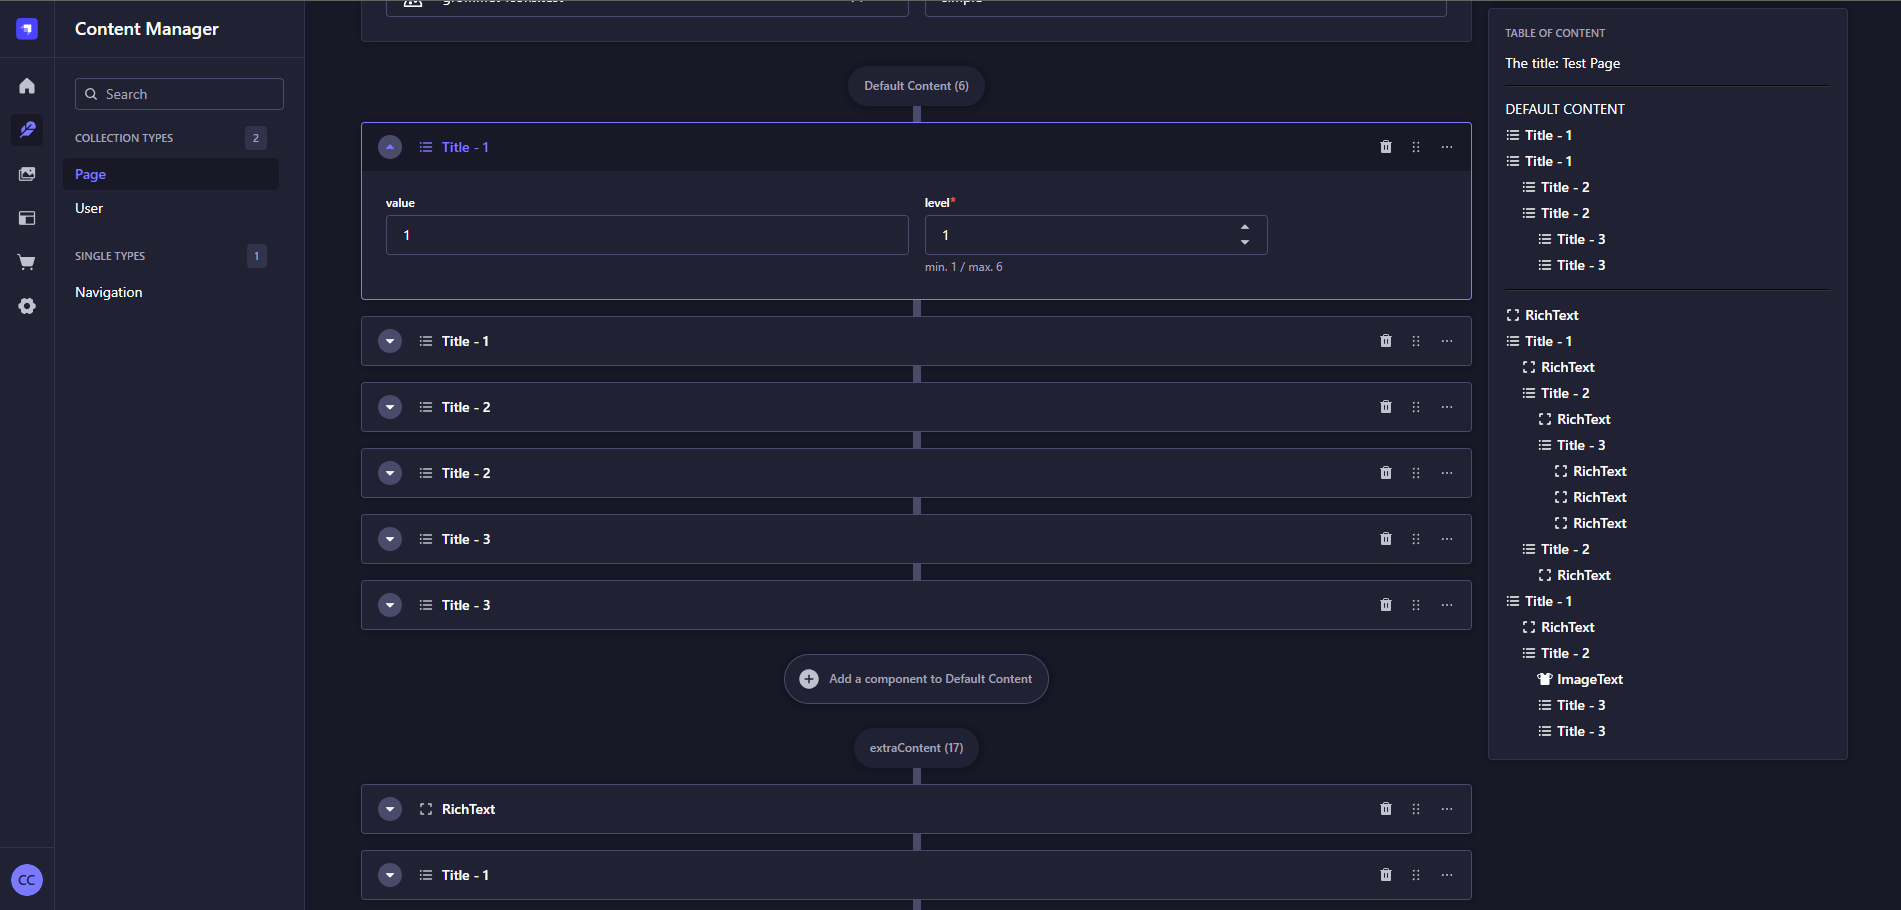 Content Manager
Search
COLLECTION TYPES
2
Page
User
SINGLE TYPES
1
Navigation
CC
Default Content (6)
Title - 1
value
level*
1
1
min. 1 / max. 6
Title - 1
Title - 2
Title - 2
Title - 3
Title - 3
Add a component to Default Content
extraContent (17)
RichText
Title - 1
TABLE OF CONTENT
The title: Test Page
DEFAULT CONTENT
Title - 1
Title - 1
Title - 2
Title - 2
Title - 3
Title - 3
RichText
Title - 1
RichText
Title - 2
RichText
Title - 3
RichText
RichText
RichText
Title - 2
RichText
Title - 1
RichText
Title - 2
ImageText
Title - 3
Title - 3